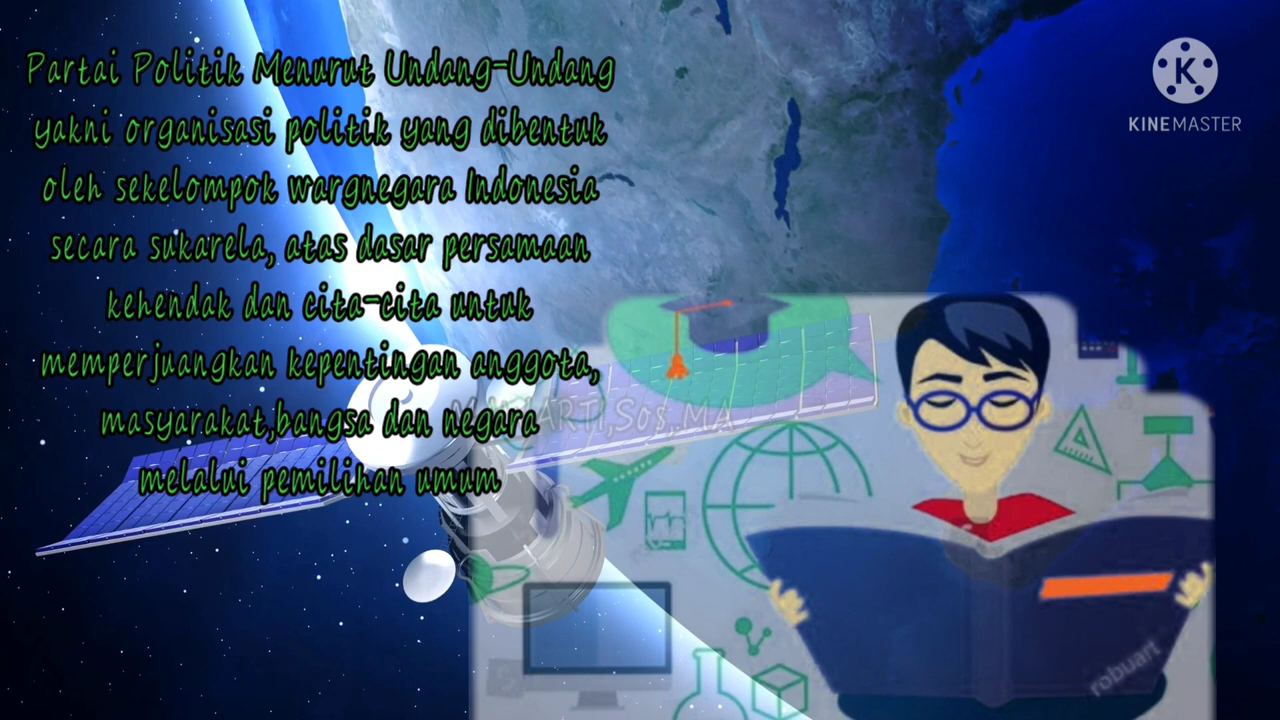 Partai Politik Menurut Undang-Undang
yakni organisasi politik yang dibentuk
oleh sekelompok wargnegara Indonesia
secara sukarela, atas dasar persamaan
kehendak dan cita-cita untuk
memperjuangkan kepentingan anggota,
masyarakat,bangsa dan negara
melalui pemilihan umum
K
KINEMASTER
robuart